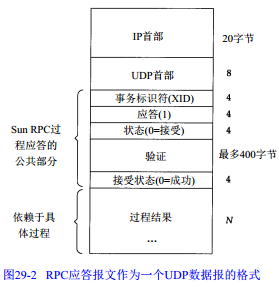 IP首部
20字节
UDP首部
8
事务标识符(XID)
4
应答(1)
4
状态(0=接受)
4
Sun RPC过
程应答的
公共部分
验证
最多400字节
接受状态(0=成功)
4
依赖于具
体过程
过程结果
N
…
图29-2 RPC应答报文作为一个UDP数据报的格式